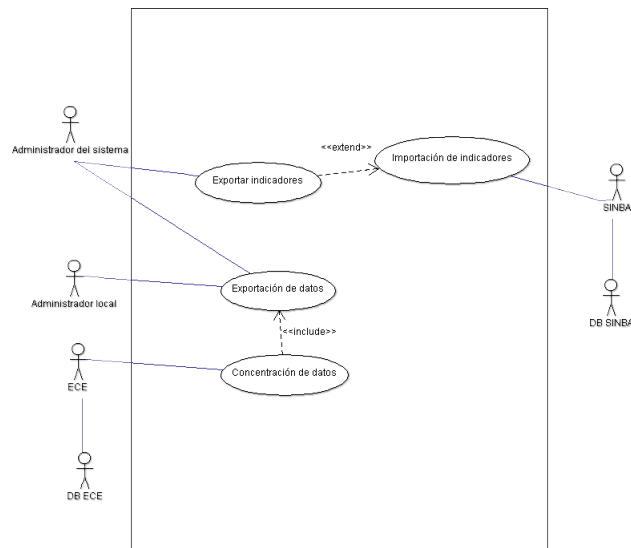 Administrador del sistema
<<extend>>
Importación de indicadores
Exportar indicadores
SINBA
Exportación de datos
Administrador local
DB SINBA
<<include>>
Concentración de datos
ECE
DB ECE